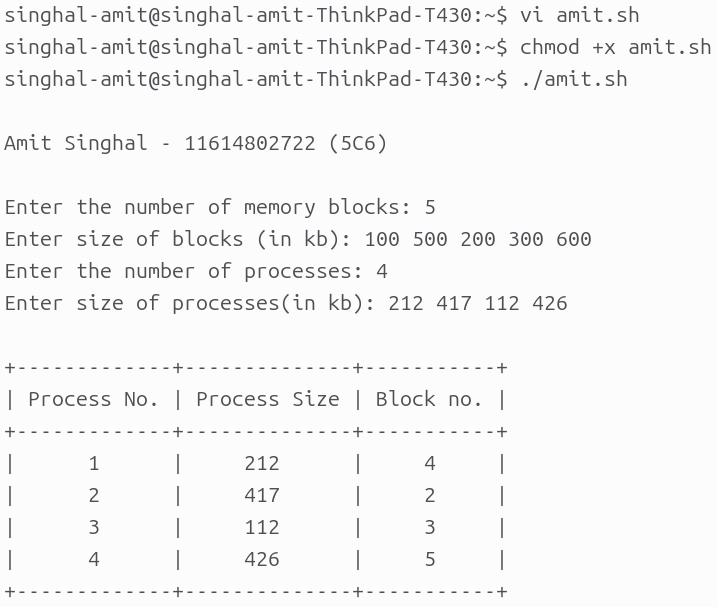 singhal-amit@singhal-amit-ThinkPad-T430:~$ vi amit.sh
singhal-amit@singhal-amit-ThinkPad-T430:~$ chmod +x amit.sh
singhal-amit@singhal-amit-ThinkPad-T430:~$ ./amit.sh

Amit Singhal - 11614802722 (5C6)

Enter the number of memory blocks: 5
Enter size of blocks (in kb): 100 500 200 300 600
Enter the number of processes: 4
Enter size of processes(in kb): 212 417 112 426

+-------------+--------------+-----------+
| Process No. | Process Size | Block no. |
+-------------+--------------+-----------+
|      1      |     212      |     4     |
|      2      |     417      |     2     |
|      3      |     112      |     3     |
|      4      |     426      |     5     |
+-------------+--------------+-----------+